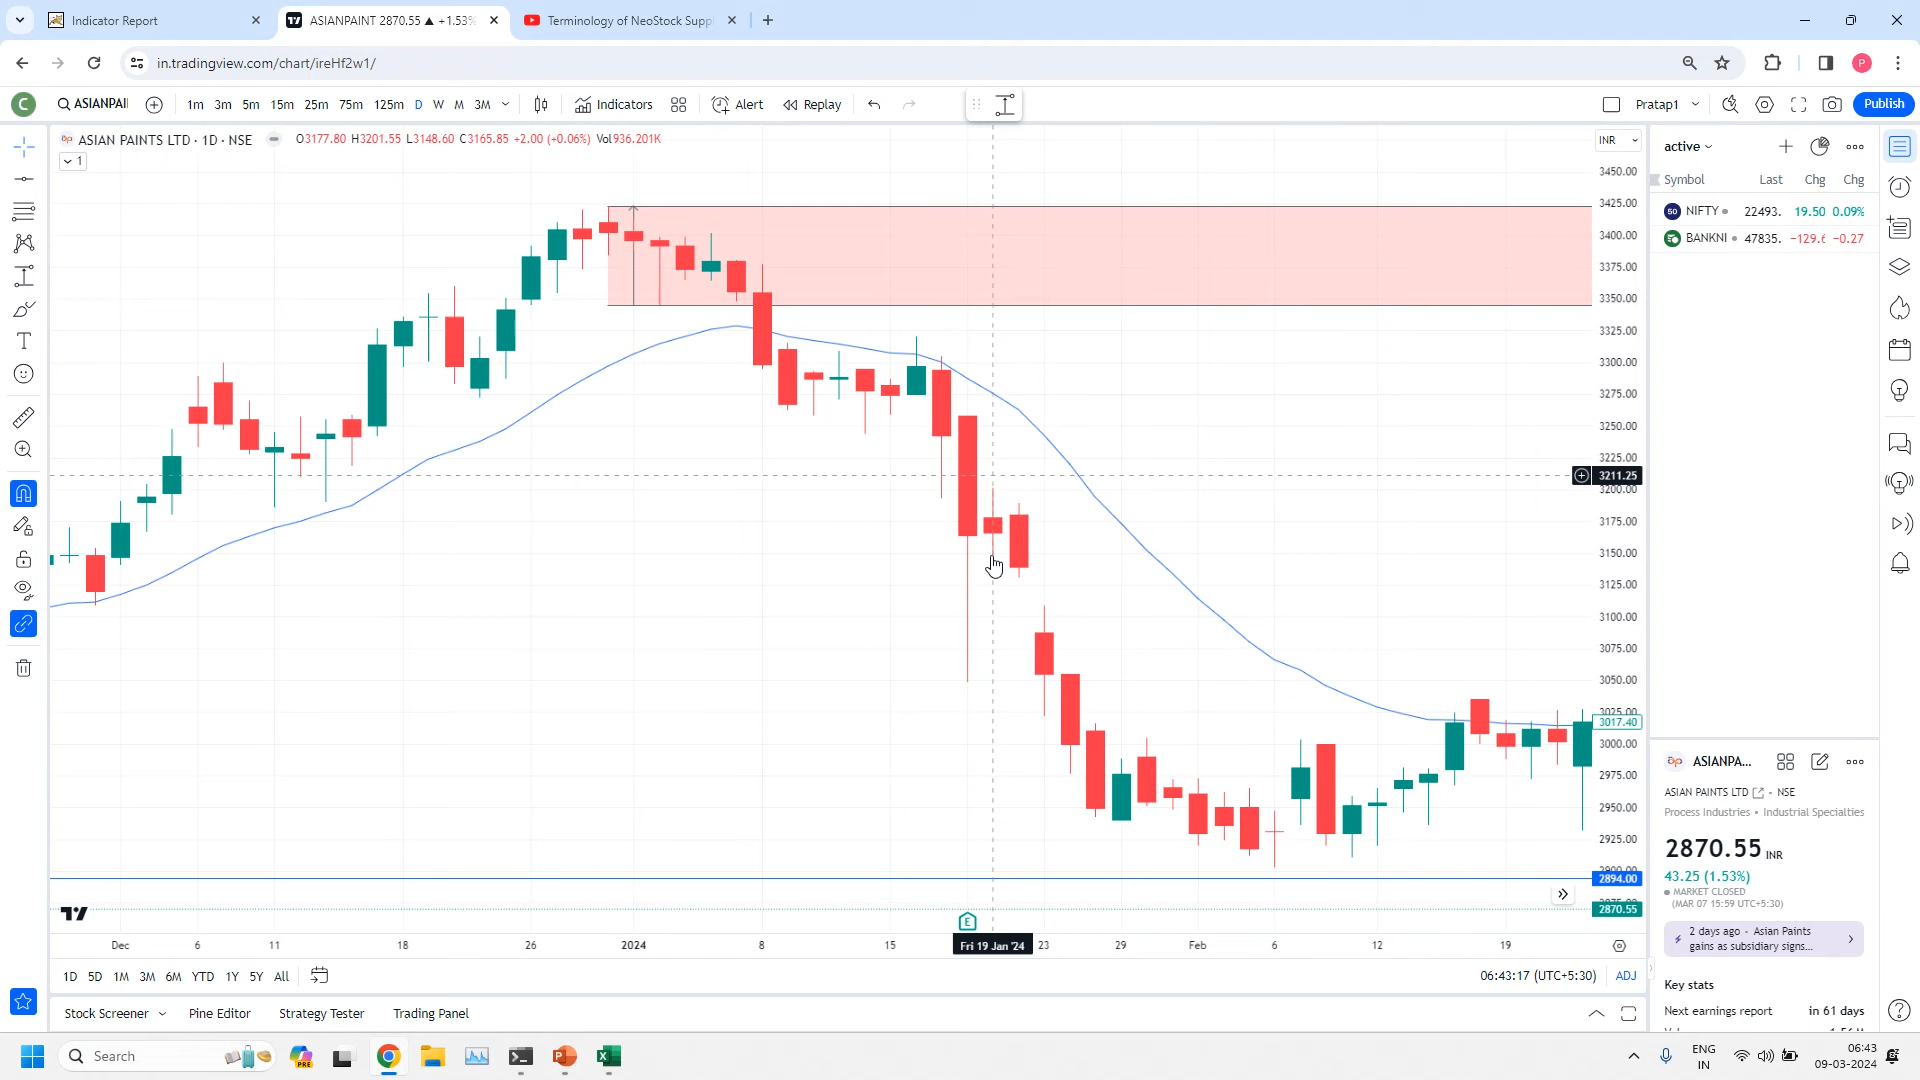 Indicator Report
ASIANPAINT 2870.55 ▲ +1.53%
Terminology of NeoStock Supp
in.tradingview.com/chart/ireHf2w1/
P
C
ASIANPAI
1m 3m 5m 15m 25m 75m 125m D W M 3M
Indicators
Alert
Replay
Pratap1
Publish
ASIAN PAINTS LTD · 1D · NSE
O3177.80 H3201.55 L3148.60 C3165.85 +2.00 (+0.06%) Vol936.201K
1
INR
3450.00
3425.00
3400.00
3375.00
3350.00
3325.00
3300.00
3275.00
3250.00
3225.00
3211.25
3200.00
3175.00
3150.00
3125.00
3100.00
3075.00
3050.00
3025.00
3017.40
3000.00
2975.00
2950.00
2925.00
2900.00
2894.00
2870.55
E
Dec 6 11 18 26 2024 8 15 Fri 19 Jan '24 23 29 Feb 6 12 19
1D 5D 1M 3M 6M YTD 1Y 5Y All
06:43:17 (UTC+5:30) ADJ
Stock Screener Pine Editor Strategy Tester Trading Panel
active
Symbol Last Chg Chg
50 NIFTY 22493. 19.50 0.09%
BANKNI 47835. −129.6 −0.27
ap ASIANPA...
ASIAN PAINTS LTD - NSE
Process Industries • Industrial Specialties
2870.55 INR
43.25 (1.53%)
MARKET CLOSED
(MAR 07 15:59 UTC+5:30)
2 days ago - Asian Paints
gains as subsidiary signs...
Key stats
Next earnings report in 61 days
Search
PRE
ENG
IN
06:43
09-03-2024